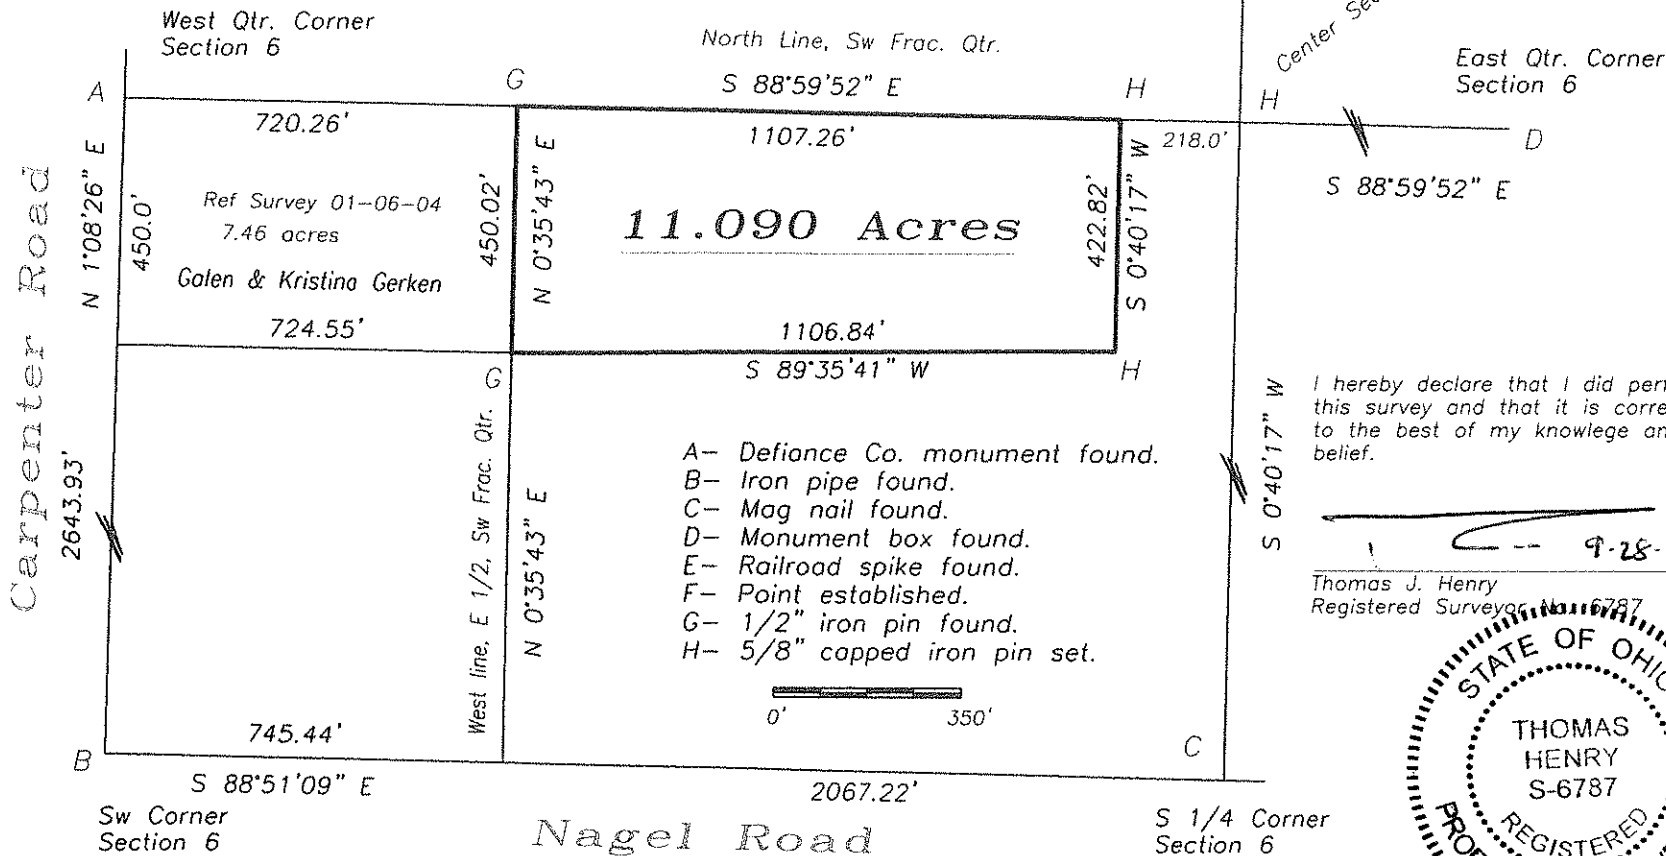 West Qtr. Corner
Section 6
North Line, Sw Frac. Qtr.
Center
East Qtr. Corner
Section 6
A
G
S 88°59'52" E
H
H
D
720.26'
1107.26'
218.0'
S 88°59'52" E
Carpenter Road
N 1°08'26" E
450.0'
Ref Survey 01-06-04
7.46 acres
Galen & Kristina Gerken
450.02'
N 0°35'43" E
11.090 Acres
422.82'
S 0°40'17" W
724.55'
1106.84'
G
S 89°35'41" W
H
2643.93'
West line, E 1/2, Sw Frac. Qtr.
N 0°35'43" E
A- Defiance Co. monument found.
B- Iron pipe found.
C- Mag nail found.
D- Monument box found.
E- Railroad spike found.
F- Point established.
G- 1/2" iron pin found.
H- 5/8" capped iron pin set.
0' 350'
S 0°40'17" W
I hereby declare that I did
this survey and that it is
to the best of my knowlege
belief.
9-28-
Thomas J. Henry
Registered Surveyor No. 6787
STATE OF OHIO
THOMAS
HENRY
S-6787
REGISTERED
745.44'
B
C
S 88°51'09" E
2067.22'
Sw Corner
Section 6
Nagel Road
S 1/4 Corner
Section 6